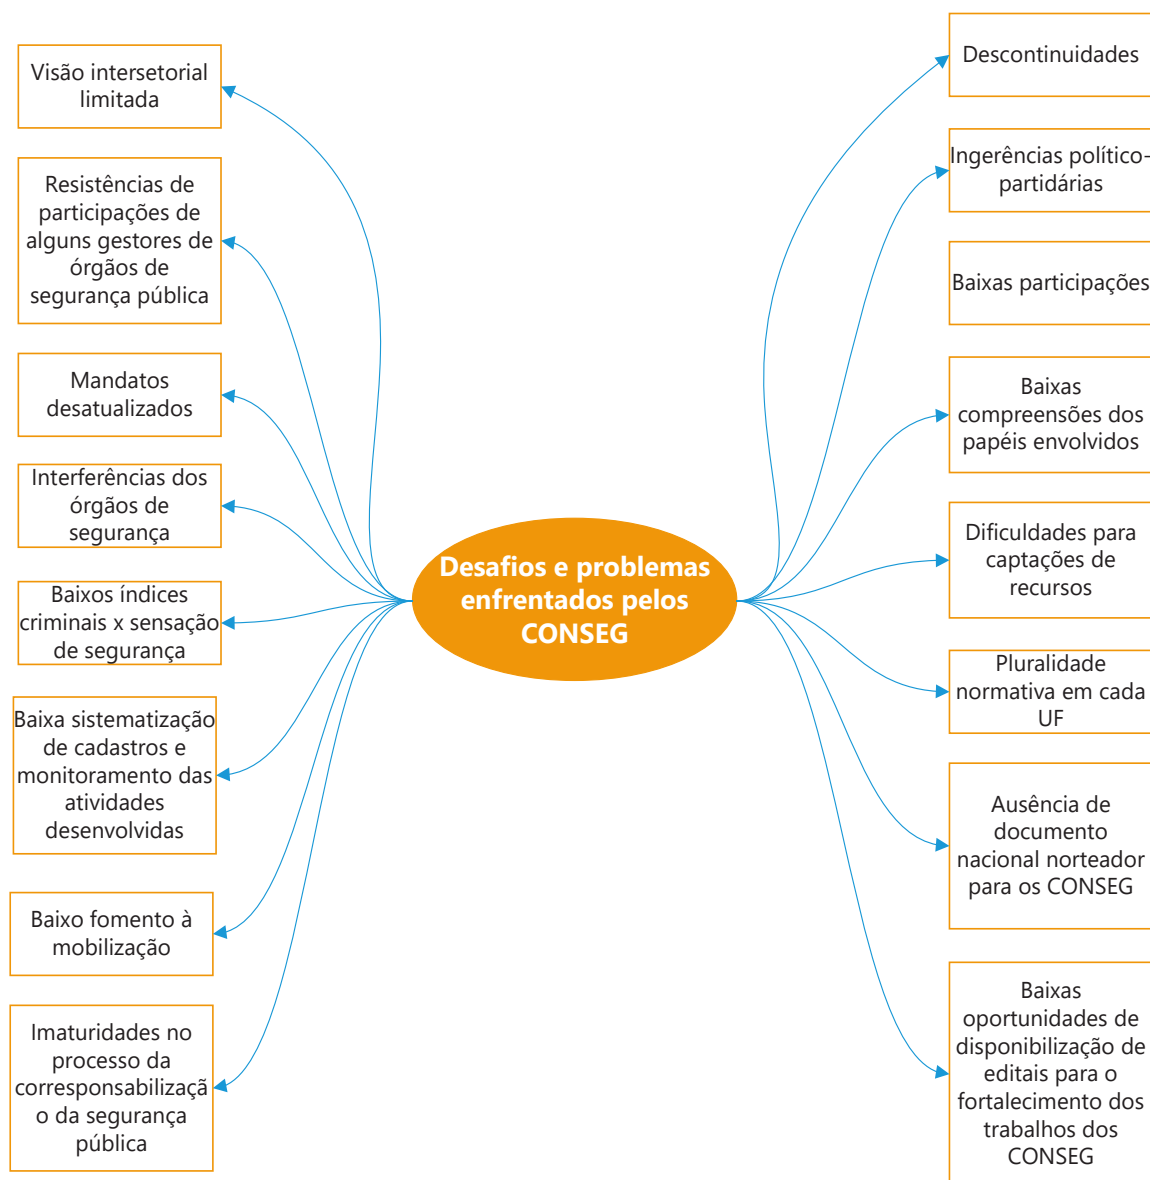 Visão intersetorial
limitada
Resistências de
participações de
alguns gestores de
órgãos de
segurança pública
Mandatos
desatualizados
Interferências dos
órgãos de
segurança
Baixos índices
criminais x sensação
de segurança
Baixa sistematização
de cadastros e
monitoramento das
atividades
desenvolvidas
Baixo fomento à
mobilização
Imaturidades no
processo da
corresponsabilizaçã
o da segurança
pública
Desafios e problemas
enfrentados pelos
CONSEG
Descontinuidades
Ingerências político-
partidárias
Baixas participações
Baixas
compreensões dos
papéis envolvidos
Dificuldades para
captações de
recursos
Pluralidade
normativa em cada
UF
Ausência de
documento
nacional norteador
para os CONSEG
Baixas
oportunidades de
disponibilização de
editais para o
fortalecimento dos
trabalhos dos
CONSEG